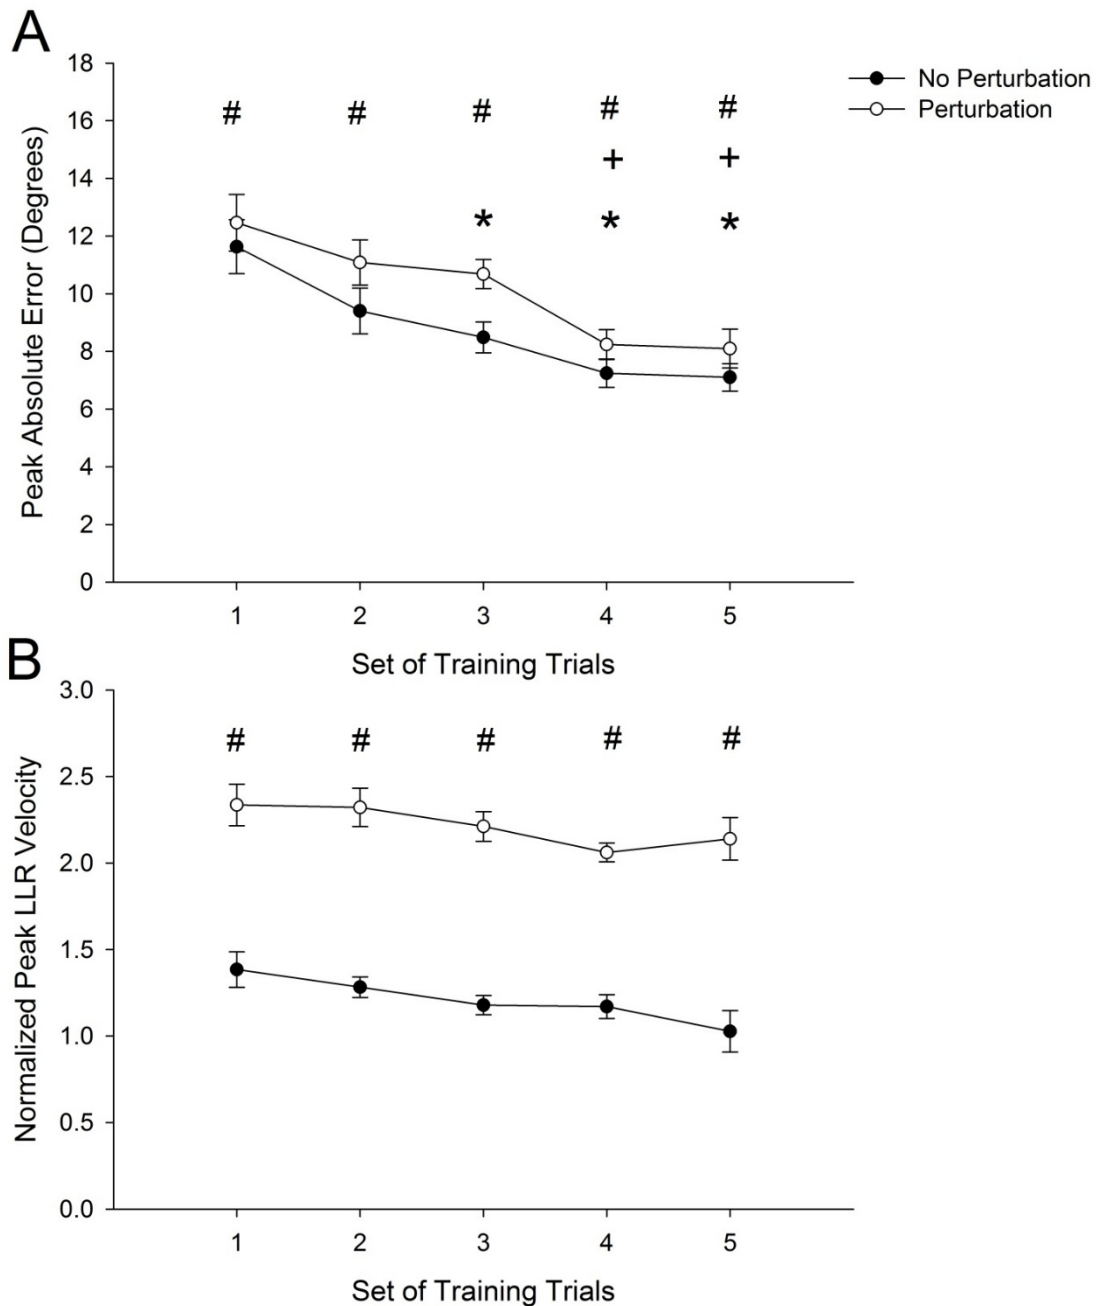 A
18
16
14
12
10
8
6
4
2
0
Peak Absolute Error (Degrees)
# # # # #
+ +
* * *
No Perturbation
Perturbation
1 2 3 4 5
Set of Training Trials
B
3.0
2.5
2.0
1.5
1.0
0.5
0.0
Normalized Peak LLR Velocity
# # # # #
1 2 3 4 5
Set of Training Trials